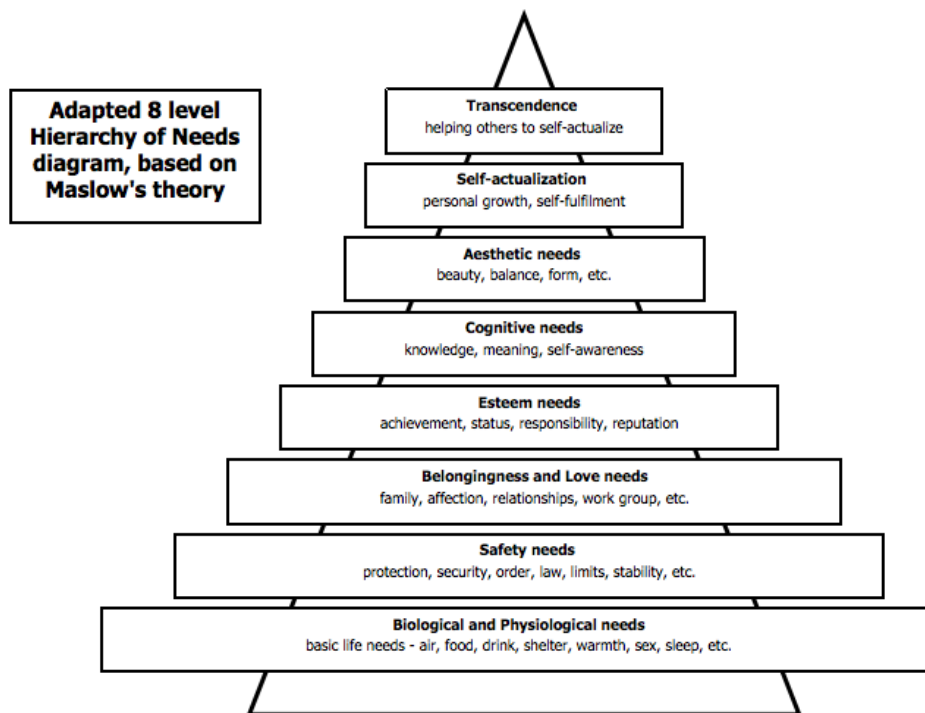 Adapted 8 level
Hierarchy of Needs
diagram, based on
Maslow's theory
Transcendence
helping others to self-actualize
Self-actualization
personal growth, self-fulfilment
Aesthetic needs
beauty, balance, form, etc.
Cognitive needs
knowledge, meaning, self-awareness
Esteem needs
achievement, status, responsibility, reputation
Belongingness and Love needs
family, affection, relationships, work group, etc.
Safety needs
protection, security, order, law, limits, stability, etc.
Biological and Physiological needs
basic life needs - air, food, drink, shelter, warmth, sex, sleep, etc.